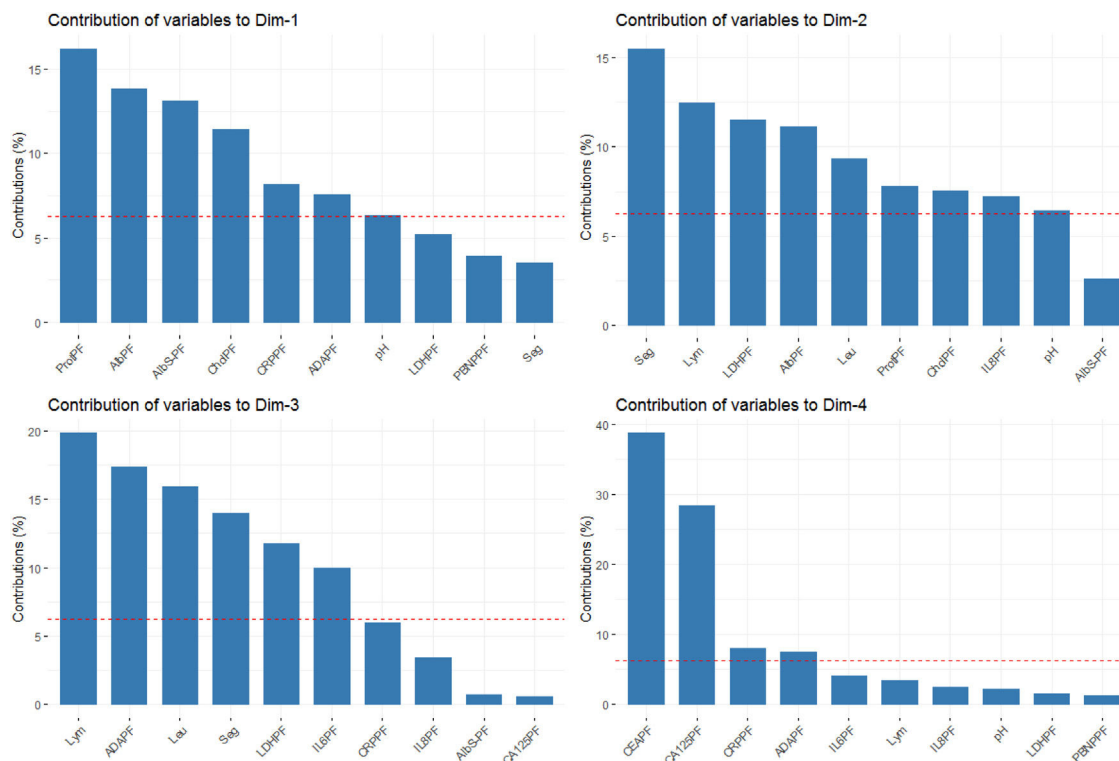 Contribution of variables to Dim-1
Contributions (%)
15
10
5
0
ProtPF
AlbPF
AlbS-PF
CholPF
CRPPF
ADAPF
pH
LDHPF
PBNPPF
Seg
Contribution of variables to Dim-2
Contributions (%)
15
10
5
0
Seg
Lym
LDHPF
AlbPF
Leu
ProtPF
CholPF
IL8PF
pH
AlbS-PF
Contribution of variables to Dim-3
Contributions (%)
20
15
10
5
0
Lym
ADAPF
Leu
Seg
LDHPF
IL6PF
CRPPF
IL8PF
AlbS-PF
CA125PF
Contribution of variables to Dim-4
Contributions (%)
40
30
20
10
0
CEAPF
CA125PF
CRPPF
ADAPF
IL6PF
Lym
IL8PF
pH
LDHPF
PBNPPF